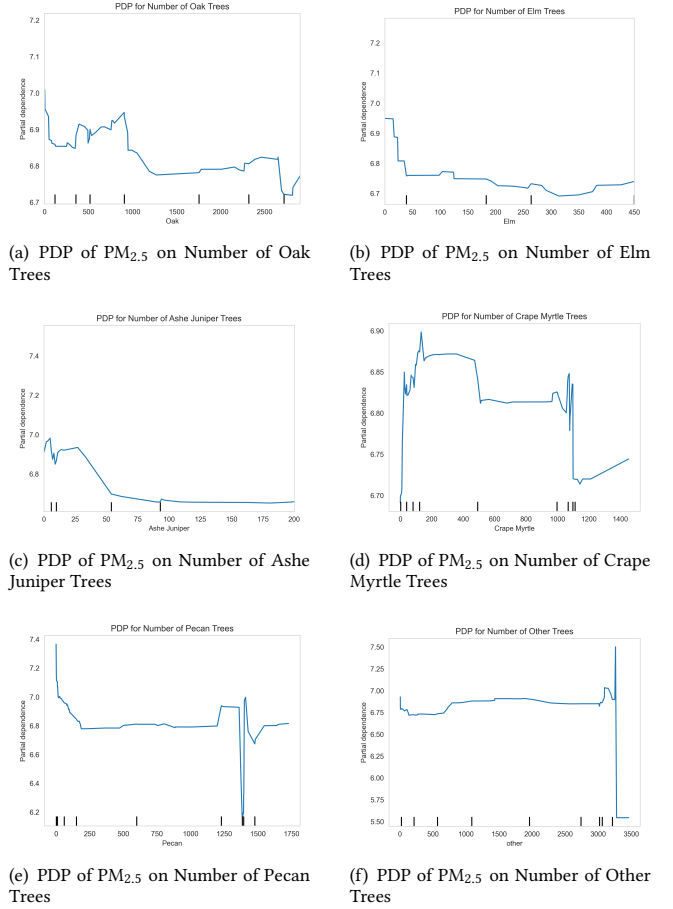 PDP for Number of Oak Trees
7.2
7.1
7.0
6.9
6.8
6.7
Partial dependence
0 500 1000 1500 2000 2500
Oak
(a) PDP of PM2.5 on Number of Oak
Trees
PDP for Number of Elm Trees
7.2
7.1
7.0
6.9
6.8
6.7
Partial dependence
0 50 100 150 200 250 300 350 400 450
Elm
(b) PDP of PM2.5 on Number of Elm
Trees
PDP for Number of Ashe Juniper Trees
7.4
7.2
7.0
6.8
Partial dependence
0 25 50 75 100 125 150 175 200
Ashe Juniper
(c) PDP of PM2.5 on Number of Ashe
Juniper Trees
PDP for Number of Crape Myrtle Trees
6.90
6.85
6.80
6.75
6.70
Partial dependence
0 200 400 600 800 1000 1200 1400
Crape Myrtle
(d) PDP of PM2.5 on Number of Crape
Myrtle Trees
PDP for Number of Pecan Trees
7.4
7.2
7.0
6.8
6.6
6.4
6.2
Partial dependence
0 250 500 750 1000 1250 1500 1750
Pecan
(e) PDP of PM2.5 on Number of Pecan
Trees
PDP for Number of Other Trees
7.50
7.25
7.00
6.75
6.50
6.25
6.00
5.75
5.50
Partial dependence
0 500 1000 1500 2000 2500 3000 3500
other
(f) PDP of PM2.5 on Number of Other
Trees